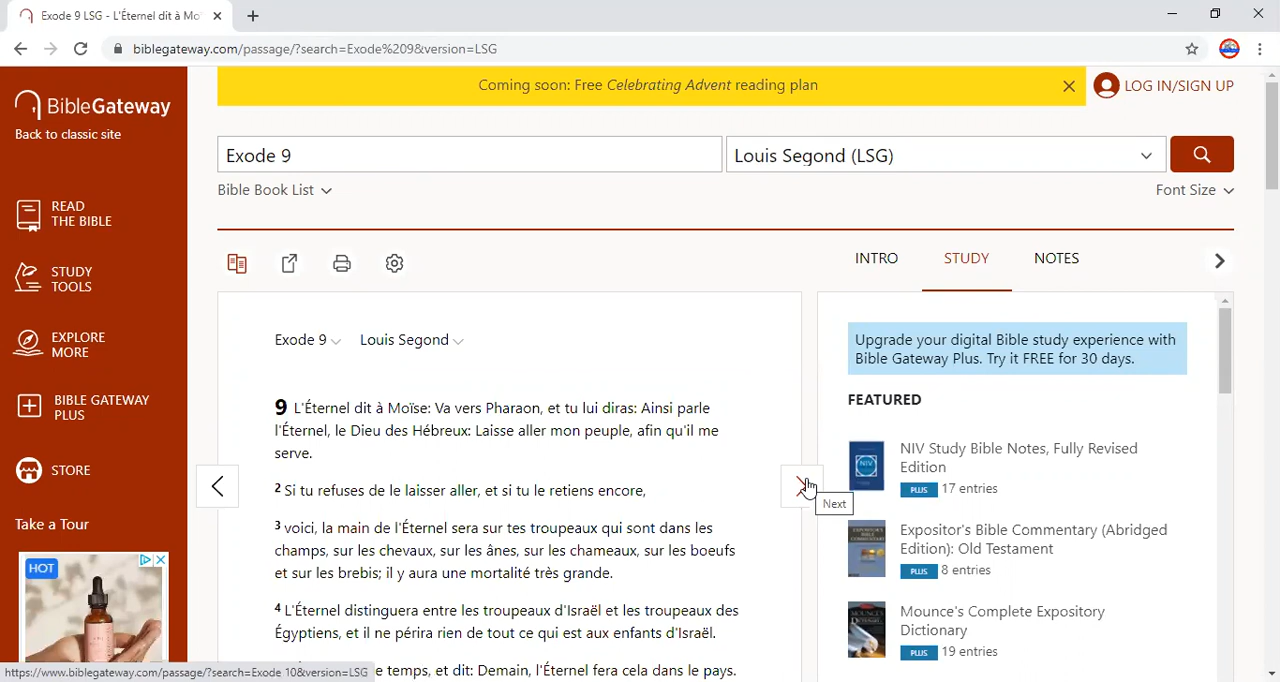 Exode 9 LSG - L'Éternel dit à Mo
biblegateway.com/passage/?search=Exode%209&version=LSG
Coming soon: Free Celebrating Advent reading plan
LOG IN/SIGN UP
BibleGateway
Back to classic site
Exode 9
Louis Segond (LSG)
Bible Book List
Font Size
READ
THE BIBLE
STUDY
TOOLS
EXPLORE
MORE
BIBLE GATEWAY
PLUS
STORE
Take a Tour
HOT
INTRO
STUDY
NOTES
Exode 9
Louis Segond
9 L'Éternel dit à Moïse: Va vers Pharaon, et tu lui diras: Ainsi parle
l'Éternel, le Dieu des Hébreux: Laisse aller mon peuple, afin qu'il me
serve.
2 Si tu refuses de le laisser aller, et si tu le retiens encore,
3 voici, la main de l'Éternel sera sur tes troupeaux qui sont dans les
champs, sur les chevaux, sur les ânes, sur les chameaux, sur les boeufs
et sur les brebis; il y aura une mortalité très grande.
4 L'Éternel distinguera entre les troupeaux d'Israël et les troupeaux des
Égyptiens, et il ne périra rien de tout ce qui est aux enfants d'Israël.
e temps, et dit: Demain, l'Éternel fera cela dans le pays.
Next
Upgrade your digital Bible study experience with
Bible Gateway Plus. Try it FREE for 30 days.
FEATURED
NIV
NIV Study Bible Notes, Fully Revised
Edition
PLUS 17 entries
Expositor's Bible Commentary (Abridged
Edition): Old Testament
PLUS 8 entries
Mounce's Complete Expository
Dictionary
PLUS 19 entries
https://www.biblegateway.com/passage/?search=Exode 10&version=LSG